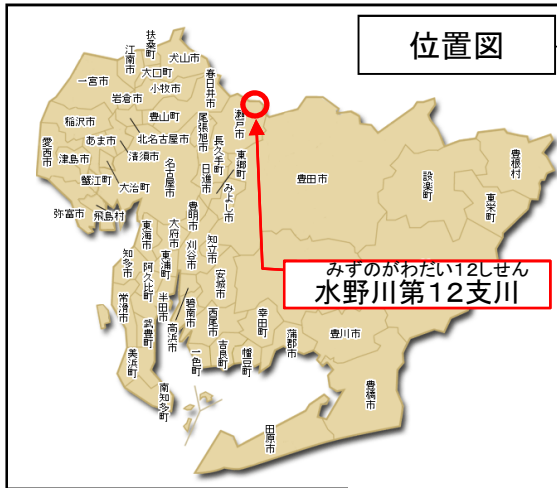 位置図
扶桑町
江南市
犬山市
大口町
一宮市
小牧市
春日井市
岩倉市
瀬戸市
稲沢市
豊山町
尾張旭市
長久手町
あま市
北名古屋市
東郷町
愛西市
津島市
清須市
名古屋市
日進市
豊田市
設楽町
豊根村
東栄町
蟹江町
大治町
みよし市
弥富市
飛島村
豊明市
大府市
東海市
知多市
東浦町
刈谷市
知立市
安城市
みずのがわだい12しせん
水野川第12支川
阿久比町
半田市
碧南市
常滑市
武豊町
高浜市
西尾市
幸田町
蒲郡市
豊川市
美浜町
一色町
吉良町
幡豆町
南知多町
豊橋市
田原市